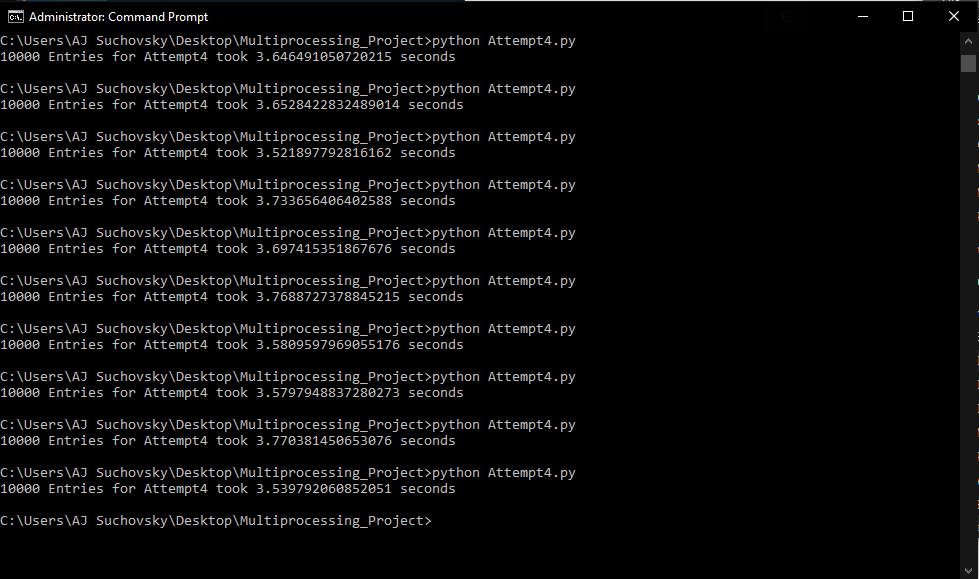 Administrator: Command Prompt
C:\Users\AJ Suchovsky\Desktop\Multiprocessing_Project>python Attempt4.py
10000 Entries for Attempt4 took 3.646491050720215 seconds
C:\Users\AJ Suchovsky\Desktop\Multiprocessing_Project>python Attempt4.py
10000 Entries for Attempt4 took 3.6528422832489014 seconds
C:\Users\AJ Suchovsky\Desktop\Multiprocessing_Project>python Attempt4.py
10000 Entries for Attempt4 took 3.521897792816162 seconds
C:\Users\AJ Suchovsky\Desktop\Multiprocessing_Project>python Attempt4.py
10000 Entries for Attempt4 took 3.733656406402588 seconds
C:\Users\AJ Suchovsky\Desktop\Multiprocessing_Project>python Attempt4.py
10000 Entries for Attempt4 took 3.697415351867676 seconds
C:\Users\AJ Suchovsky\Desktop\Multiprocessing_Project>python Attempt4.py
10000 Entries for Attempt4 took 3.7688727378845215 seconds
C:\Users\AJ Suchovsky\Desktop\Multiprocessing_Project>python Attempt4.py
10000 Entries for Attempt4 took 3.5809597969055176 seconds
C:\Users\AJ Suchovsky\Desktop\Multiprocessing_Project>python Attempt4.py
10000 Entries for Attempt4 took 3.5797948837280273 seconds
C:\Users\AJ Suchovsky\Desktop\Multiprocessing_Project>python Attempt4.py
10000 Entries for Attempt4 took 3.770381450653076 seconds
C:\Users\AJ Suchovsky\Desktop\Multiprocessing_Project>python Attempt4.py
10000 Entries for Attempt4 took 3.539792060852051 seconds
C:\Users\AJ Suchovsky\Desktop\Multiprocessing_Project>